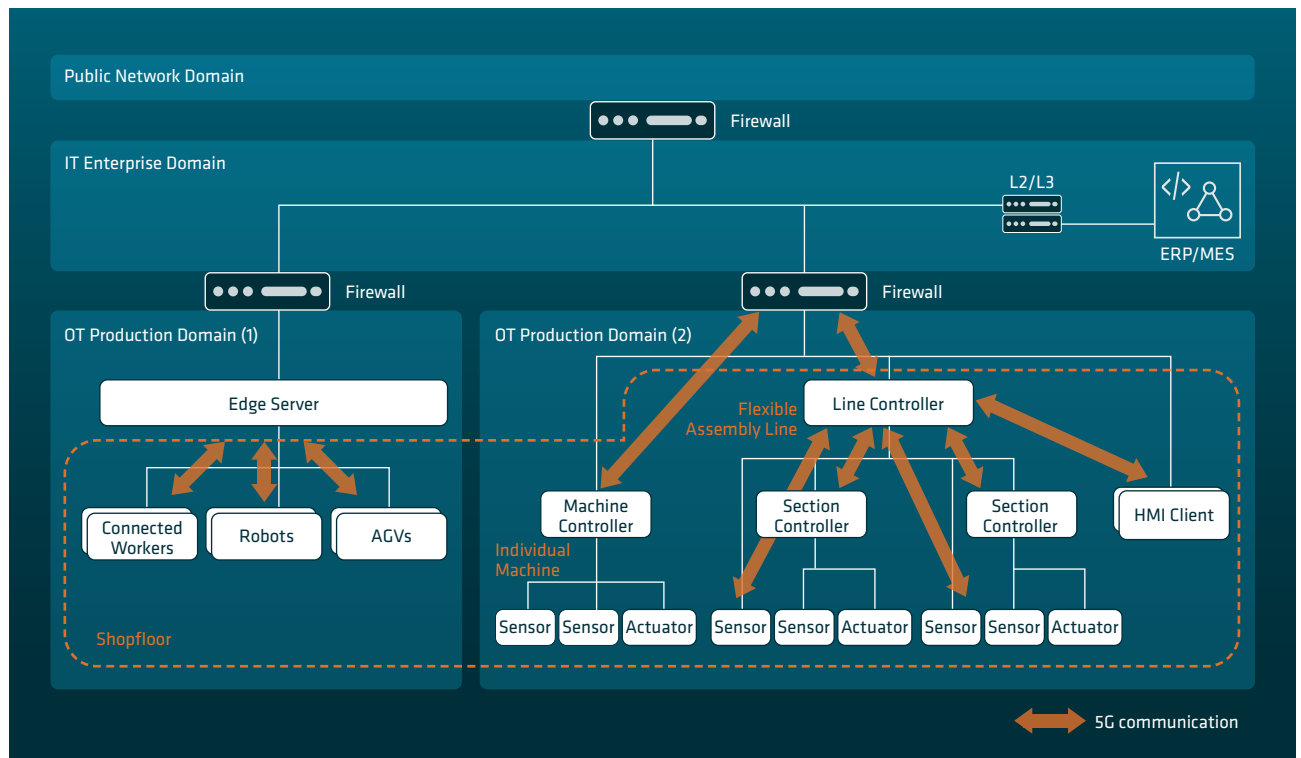 Public Network Domain
Firewall
IT Enterprise Domain
L2/L3
</>
ERP/MES
Firewall
Firewall
OT Production Domain (1)
OT Production Domain (2)
Edge Server
Line Controller
Flexible
Assembly Line
Connected
Workers
Robots
AGVs
Machine
Controller
Section
Controller
Section
Controller
HMI Client
Individual
Machine
Sensor
Sensor
Actuator
Sensor
Sensor
Actuator
Sensor
Sensor
Actuator
Shopfloor
5G communication